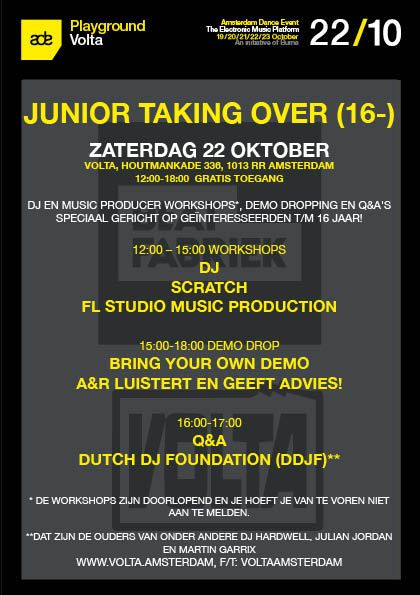 ade
Playground
Volta
Amsterdam Dance Event
The Electronic Music Platform
19/20/21/22/23 October
An initiative of Buma
22/10
JUNIOR TAKING OVER (16-)
ZATERDAG 22 OKTOBER
VOLTA, HOUTMANKADE 336, 1013 RR AMSTERDAM
12:00-18:00 GRATIS TOEGANG
DJ EN MUSIC PRODUCER WORKSHOPS*, DEMO DROPPING EN Q&A'S
SPECIAAL GERICHT OP GEÏNTERESSEERDEN T/M 16 JAAR!
BEAT
FABRIEK
12:00 – 15:00 WORKSHOPS
DJ
SCRATCH
FL STUDIO MUSIC PRODUCTION
15:00-18:00 DEMO DROP
BRING YOUR OWN DEMO
A&R LUISTERT EN GEEFT ADVIES!
VOLTA
16:00-17:00
Q&A
DUTCH DJ FOUNDATION (DDJF)**
* DE WORKSHOPS ZIJN DOORLOPEND EN JE HOEFT JE VAN TE VOREN NIET
AAN TE MELDEN.
**DAT ZIJN DE OUDERS VAN ONDER ANDERE DJ HARDWELL, JULIAN JORDAN
EN MARTIN GARRIX
WWW.VOLTA.AMSTERDAM, F/T: VOLTAAMSTERDAM